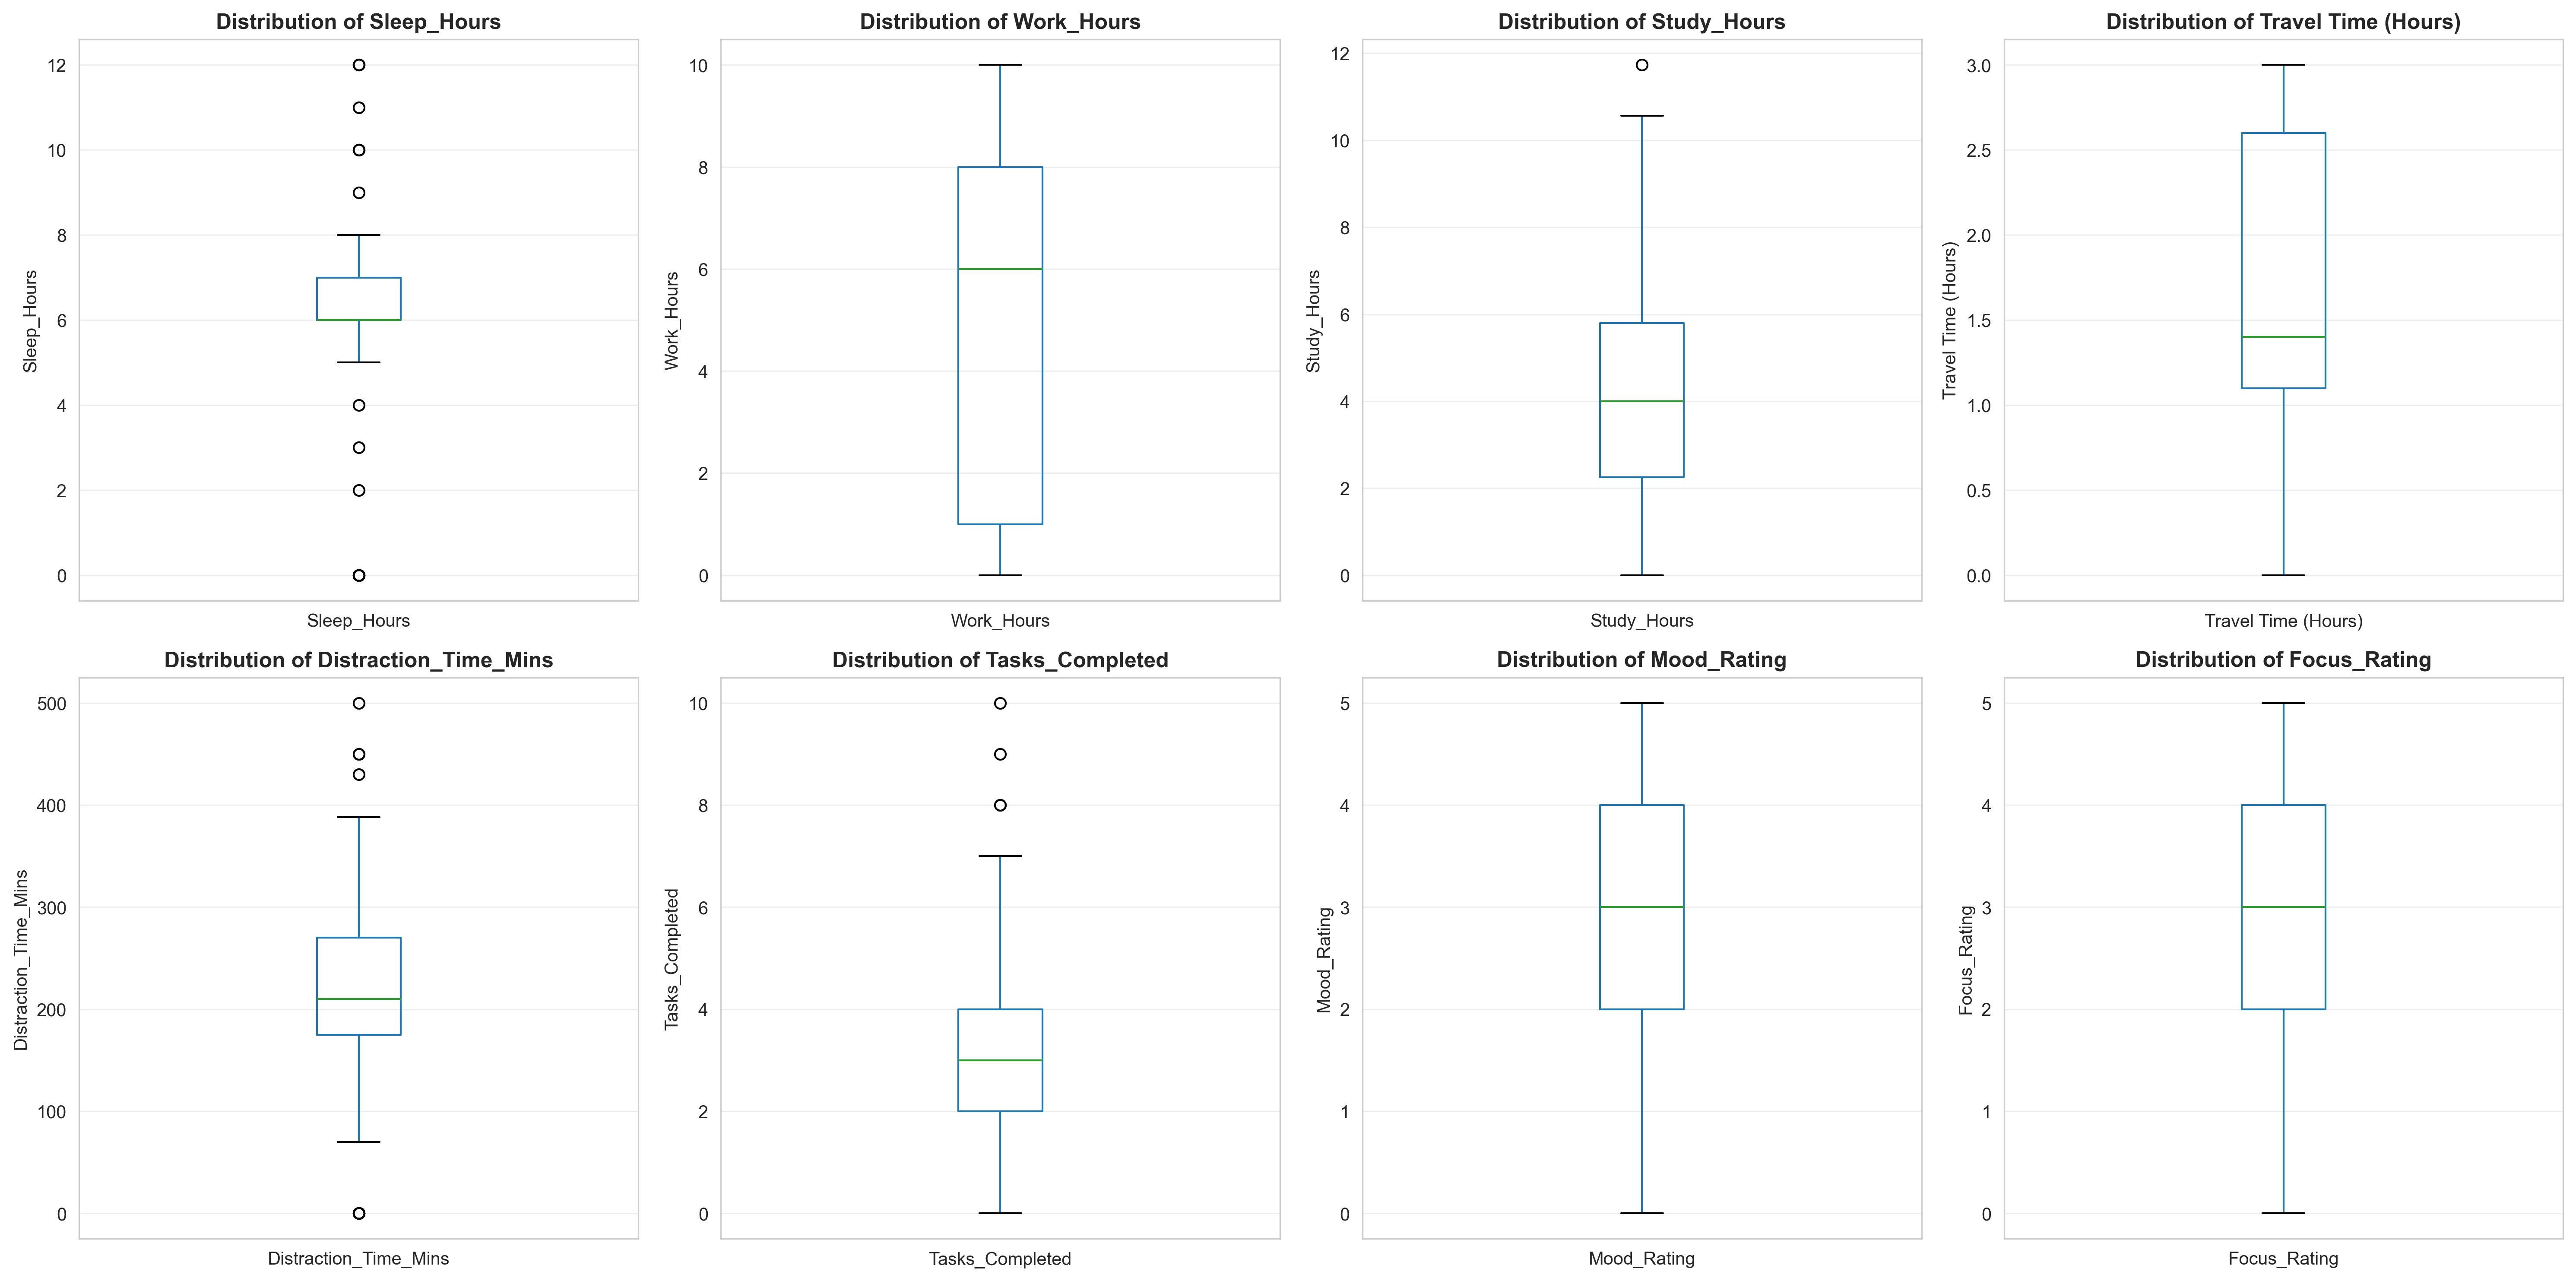 Distribution of Sleep_Hours
12
10
8
6
4
2
0
Sleep_Hours
Sleep_Hours
Distribution of Work_Hours
10
8
6
4
2
0
Work_Hours
Work_Hours
Distribution of Study_Hours
12
10
8
6
4
2
0
Study_Hours
Study_Hours
Distribution of Travel Time (Hours)
3.0
2.5
2.0
1.5
1.0
0.5
0.0
Travel Time (Hours)
Travel Time (Hours)
Distribution of Distraction_Time_Mins
500
400
300
200
100
0
Distraction_Time_Mins
Distraction_Time_Mins
Distribution of Tasks_Completed
10
8
6
4
2
0
Tasks_Completed
Tasks_Completed
Distribution of Mood_Rating
5
4
3
2
1
0
Mood_Rating
Mood_Rating
Distribution of Focus_Rating
5
4
3
2
1
0
Focus_Rating
Focus_Rating